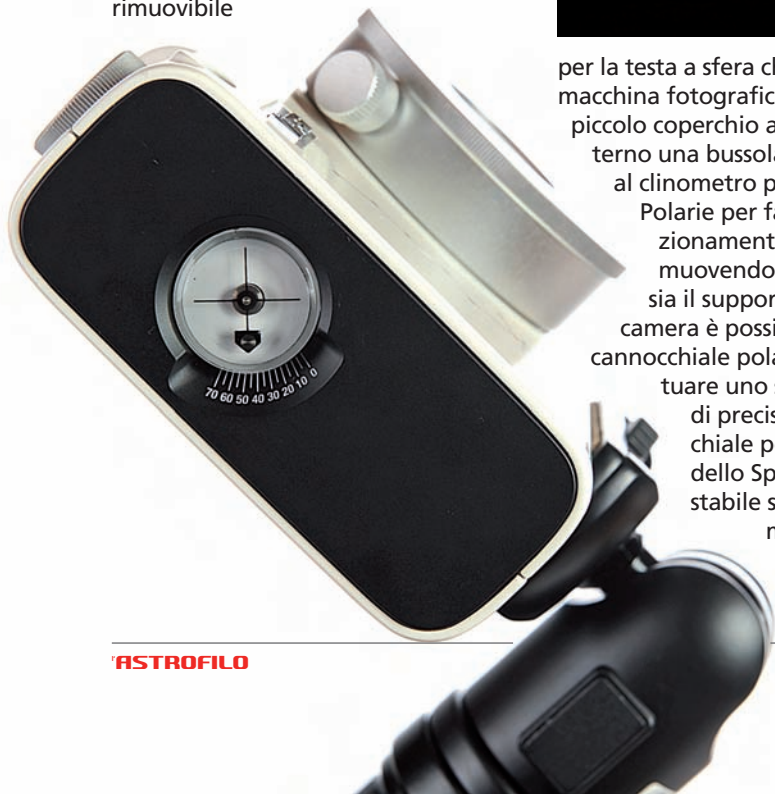 rimuovibile
per la testa a sfera
macchina fotografic
piccolo coperchio a
terno una bussola
al clinometro p
Polarie per fa
zionament
muovendo
sia il suppor
camera è possi
cannocchiale pola
tuare uno
di precis
chiale p
dello Sp
stabile s
70 60 50 40 30 20 10 0
l'ASTROFILO